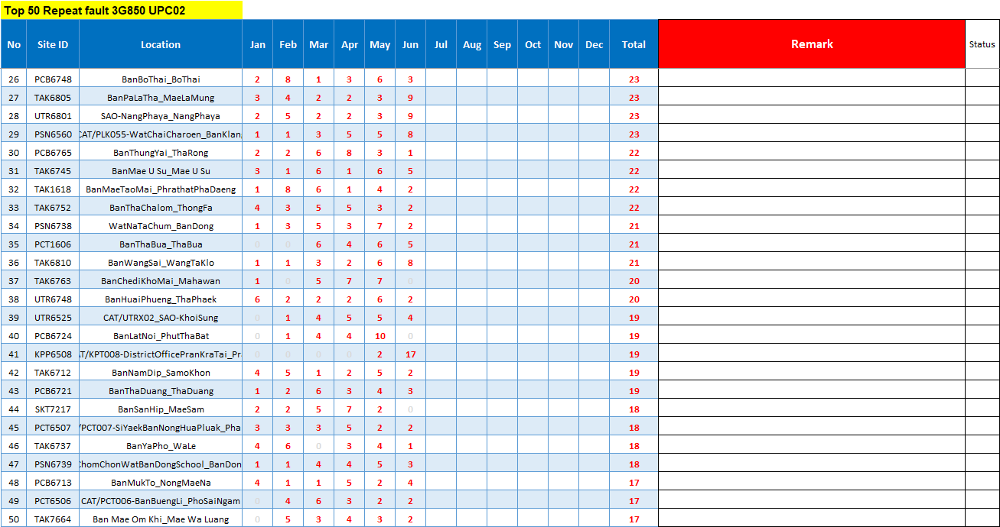 Top 50 Repeat fault 3G850 UPC02
No Site ID Location Jan Feb Mar Apr May Jun Jul Aug Sep Oct Nov Dec Total Remark Status
26 PCB6748 BanBoThai_BoThai 2 8 1 3 6 3 23
27 TAK6805 BanPaLaTha_MaeLaMung 3 4 2 2 3 9 23
28 UTR6801 SAO-NangPhaya_NangPhaya 2 5 2 2 3 9 23
29 PSN6560 CAT/PLK055-WatChaiCharoen_BanKlan 1 1 3 5 5 8 23
30 PCB6765 BanThungYai_ThaRong 2 2 6 8 3 1 22
31 TAK6745 BanMae U Su_Mae U Su 3 1 6 1 6 5 22
32 TAK1618 BanMaeTaoMai_PhrathatPhaDaeng 1 8 6 1 4 2 22
33 TAK6752 BanThaChalom_ThongFa 4 3 5 5 3 2 22
34 PSN6738 WatNaTaChum_BanDong 1 3 5 3 7 2 21
35 PCT1606 BanThaBua_ThaBua 0 0 6 4 6 5 21
36 TAK6810 BanWangSai_WangTaKlo 1 1 3 2 6 8 21
37 TAK6763 BanChediKhoMai_Mahawan 1 0 5 7 7 0 20
38 UTR6748 BanHuaiPhueng_ThaPhaek 6 2 2 2 6 2 20
39 UTR6525 CAT/UTRX02_SAO-KhoiSung 0 1 4 5 5 4 19
40 PCB6724 BanLatNoi_PhutThaBat 0 1 4 4 10 0 19
41 KPP6508 AT/KPT008-DistrictOfficePranKraTai_Pr 0 0 0 0 2 17 19
42 TAK6712 BanNamDip_SamoKhon 4 5 1 2 5 2 19
43 PCB6721 BanThaDuang_ThaDuang 1 2 6 3 4 3 19
44 SKT7217 BanSanHip_MaeSam 2 2 5 7 2 0 18
45 PCT6507 /PCT007-SiYaekBanNongHuaPluak_Pha 3 3 3 5 2 2 18
46 TAK6737 BanYaPho_WaLe 4 6 0 3 4 1 18
47 PSN6739 ChomChonWatBanDongSchool_BanDon 1 1 4 4 5 3 18
48 PCB6713 BanMukTo_NongMaeNa 4 1 1 5 2 4 17
49 PCT6506 CAT/PCT006-BanBuengLi_PhoSaiNgam 0 4 6 3 2 2 17
50 TAK7664 Ban Mae Om Khi_Mae Wa Luang 0 5 3 4 3 2 17